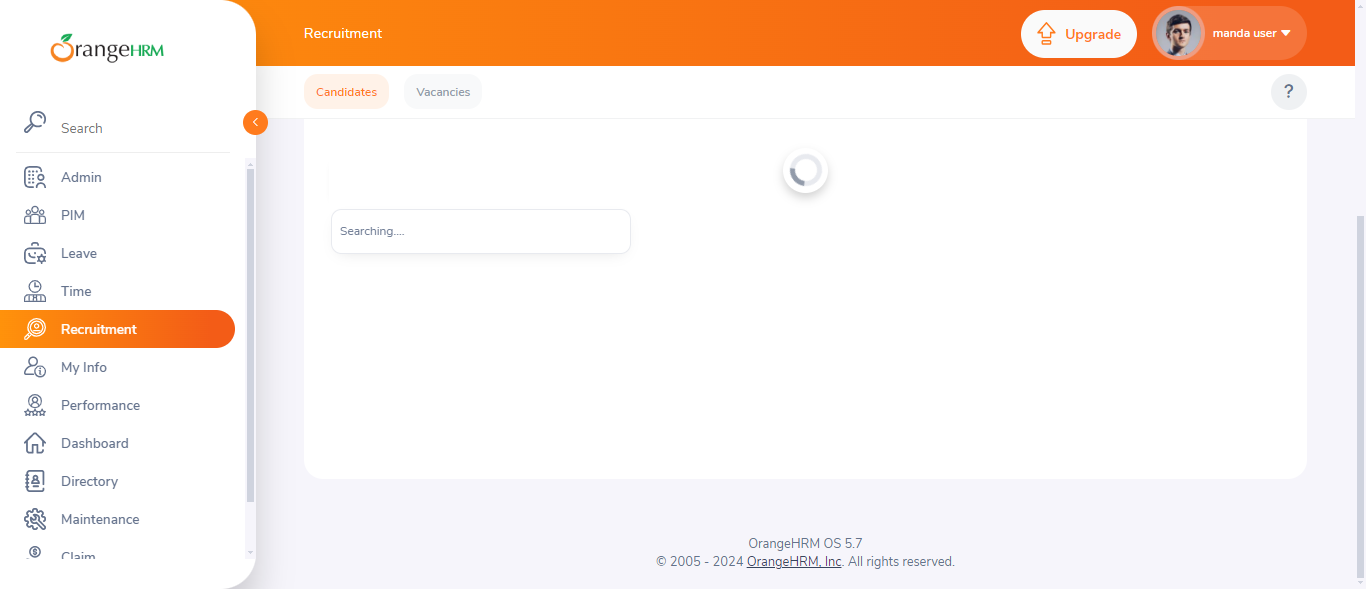 OrangeHRM
Search
Admin
PIM
Leave
Time
Recruitment
My Info
Performance
Dashboard
Directory
Maintenance
Claim
Recruitment
Upgrade
manda user
Candidates
Vacancies
?
Searching....
OrangeHRM OS 5.7
© 2005 - 2024 OrangeHRM, Inc. All rights reserved.